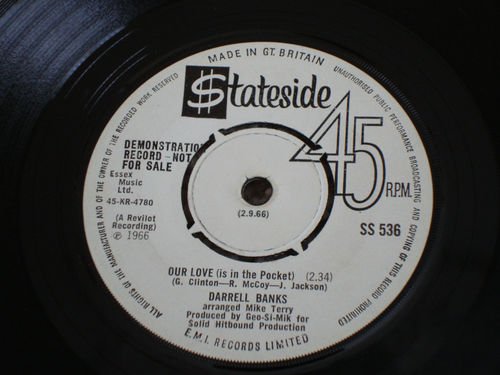 MADE IN GT. BRITAIN
$tateside
45
R.P.M.
DEMONSTRATION
RECORD - NOT
FOR SALE
Essex
Music
Ltd.
45-KR-4780
(A Revilot
Recording)
℗ 1966
(2.9.66)
SS 536
OUR LOVE (is in the Pocket) (2.34)
(G. Clinton—R. McCoy—J. Jackson)
DARRELL BANKS
arranged Mike Terry
Produced by Geo-Si-Mik for
Solid Hitbound Production
E.M.I. RECORDS LIMITED
ALL RIGHTS OF THE MANUFACTURER AND OF THE OWNER OF THE RECORDED WORK RESERVED
UNAUTHORISED PUBLIC PERFORMANCE BROADCASTING AND COPYING OF THIS RECORD PROHIBITED